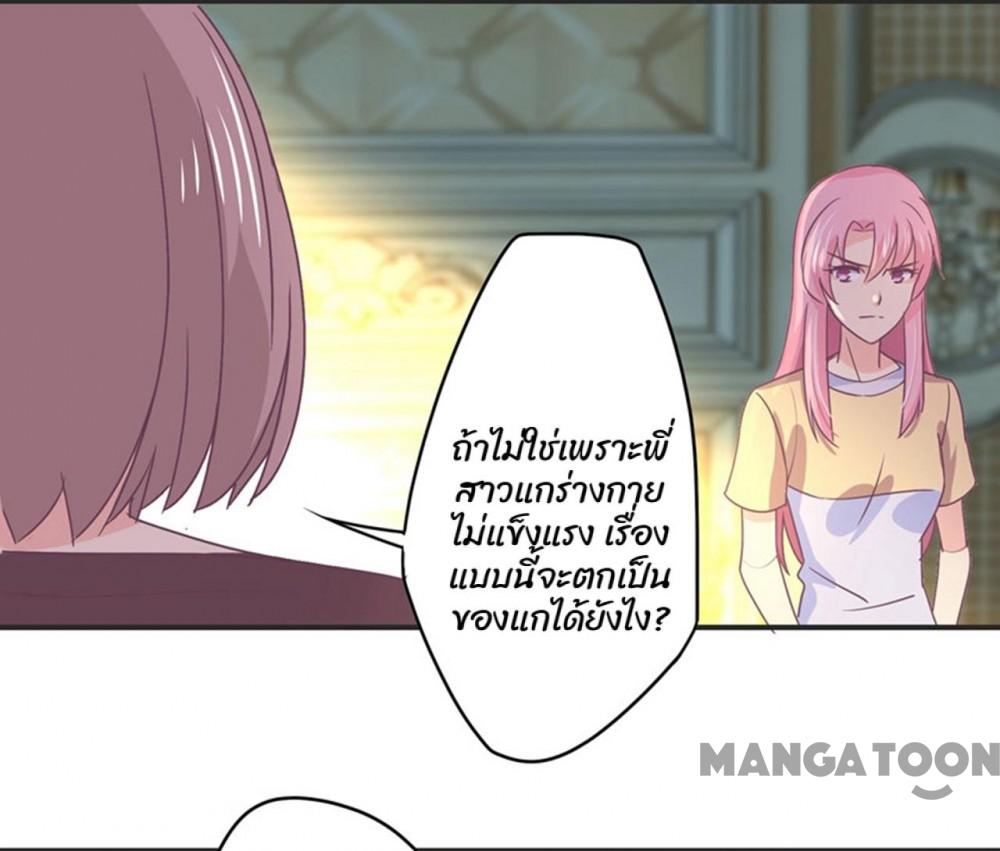 ถ้าไม่ใช่เพราะพี่
สาวแกร่างกาย
ไม่แข็งแรง เรื่อง
แบบนี้จะตกเป็น
ของแกได้ยังไง?
MANGATOON